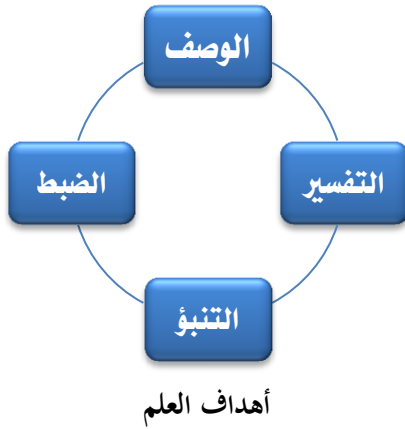 الوصف
التفسير
الضبط
التنبؤ
أهداف العلم